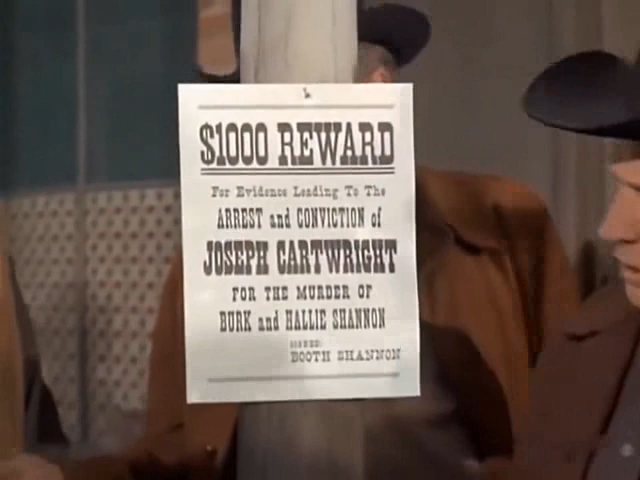 $1000 REWARD
For Evidence Leading To The
ARREST and CONVICTION of
JOSEPH CARTWRIGHT
FOR THE MURDER OF
BURK and HALLIE SHANNON
SIGNED:
BOOTH SHANNON